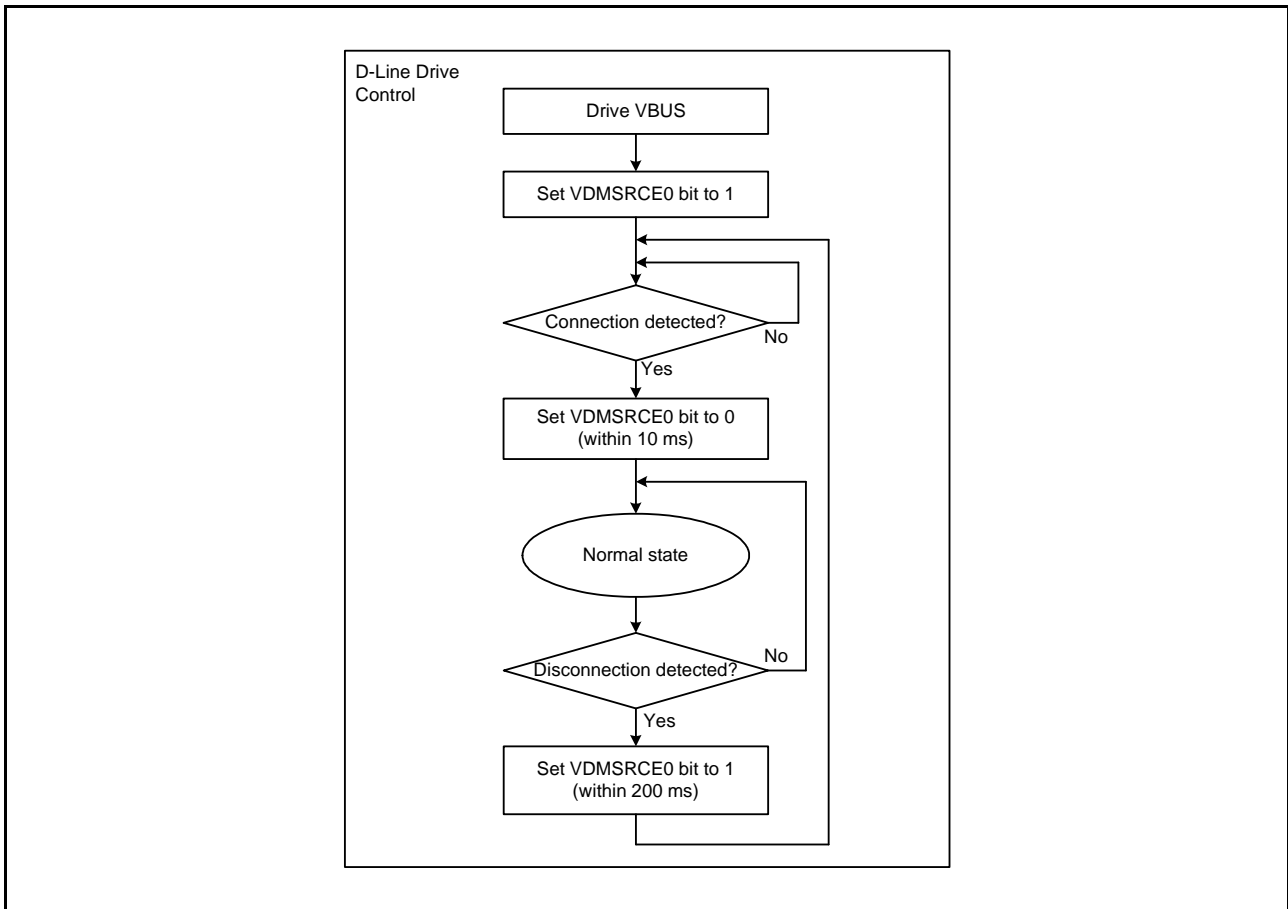 D-Line Drive
Control
Drive VBUS
Set VDMSRCE0 bit to 1
Connection detected?
No
Yes
Set VDMSRCE0 bit to 0
(within 10 ms)
Normal state
Disconnection detected?
No
Yes
Set VDMSRCE0 bit to 1
(within 200 ms)